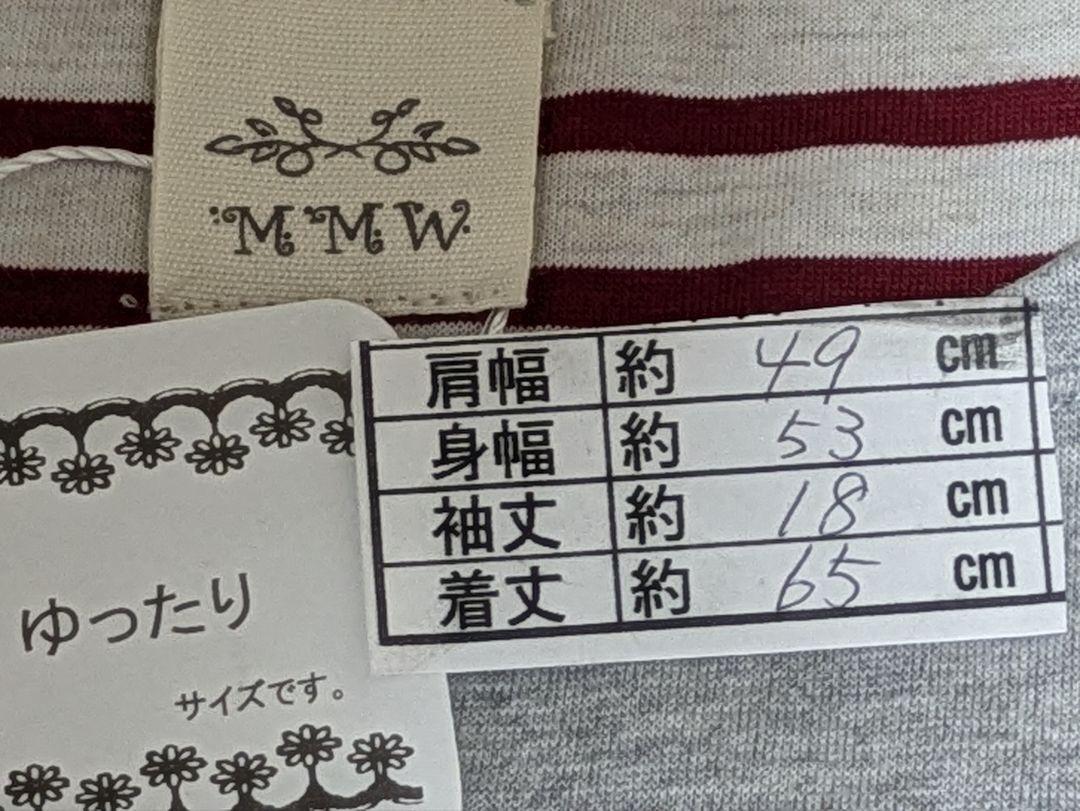 M.M.W.
肩幅 約 49 cm
身幅 約 53 cm
袖丈 約 18 cm
着丈 約 65 cm
ゆったり
サイズです。